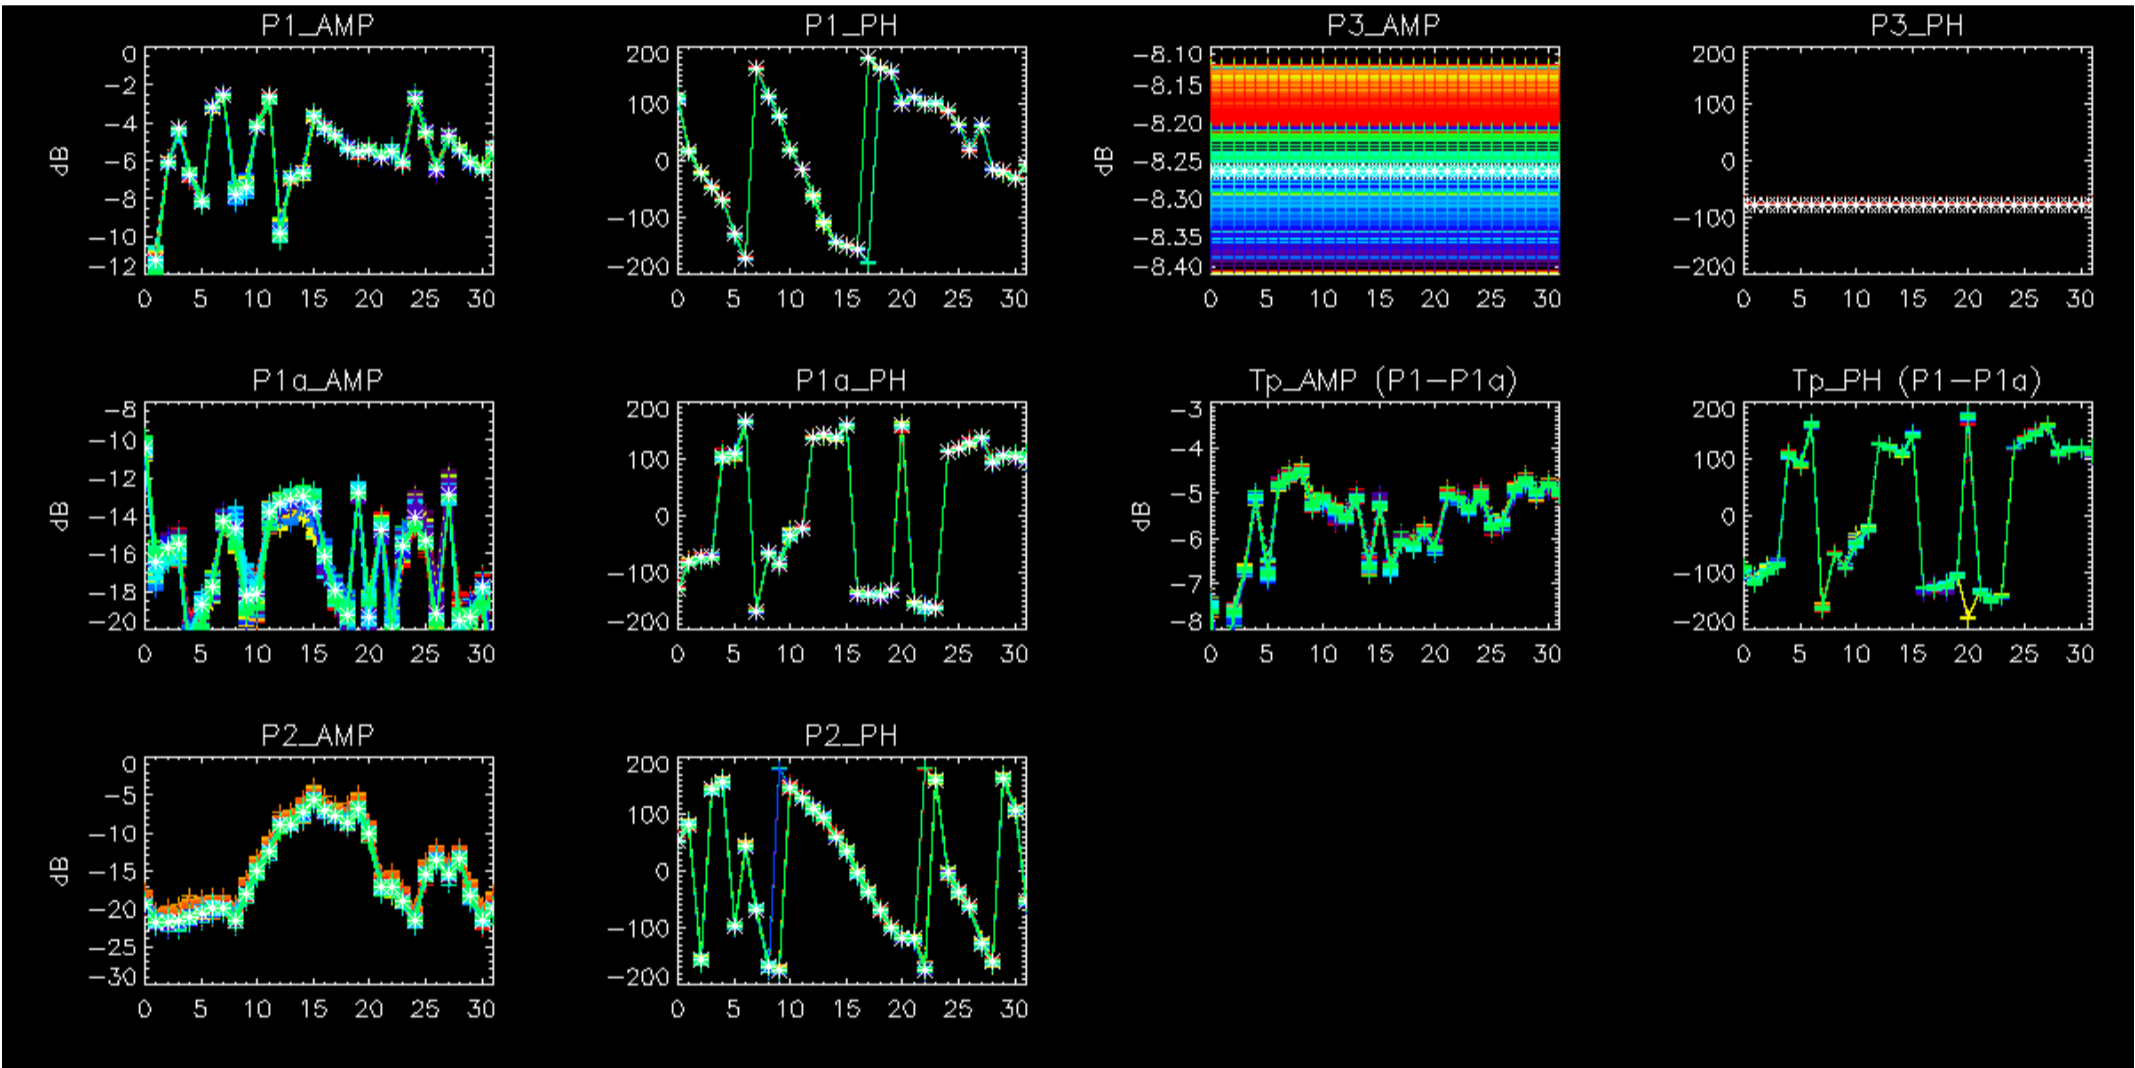 P1_AMP
0
-2
-4
-6
-8
-10
-12
dB
0 5 10 15 20 25 30
P1_PH
200
100
0
-100
-200
0 5 10 15 20 25 30
P3_AMP
-8.10
-8.15
-8.20
-8.25
-8.30
-8.35
-8.40
dB
0 5 10 15 20 25 30
P3_PH
200
100
0
-100
-200
0 5 10 15 20 25 30
P1a_AMP
-8
-10
-12
-14
-16
-18
-20
dB
0 5 10 15 20 25 30
P1a_PH
200
100
0
-100
-200
0 5 10 15 20 25 30
Tp_AMP (P1-P1a)
-3
-4
-5
-6
-7
-8
dB
0 5 10 15 20 25 30
Tp_PH (P1-P1a)
200
100
0
-100
-200
0 5 10 15 20 25 30
P2_AMP
0
-5
-10
-15
-20
-25
-30
dB
0 5 10 15 20 25 30
P2_PH
200
100
0
-100
-200
0 5 10 15 20 25 30